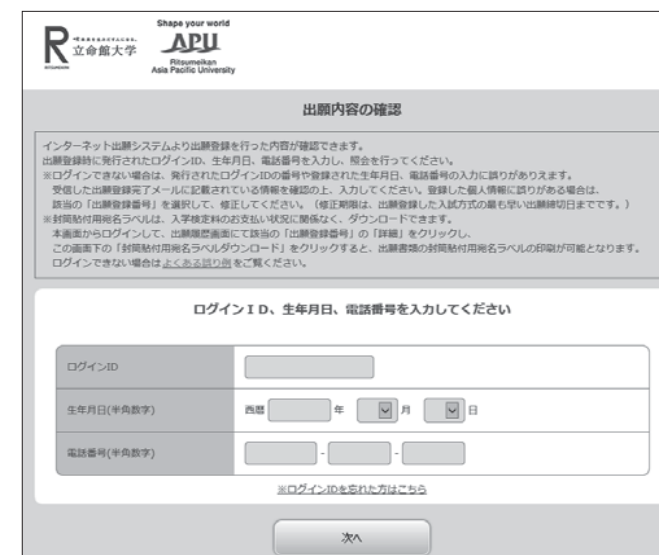 Shape your world
R 立命館大学
APU
Ritsumeikan
Asia Pacific University
出願内容の確認
インターネット出願システムより出願登録を行った内容が確認できます。
出願登録時に発行されたログインID、生年月日、電話番号を入力し、照会を行ってください。
※ログインできない場合は、発行されたログインIDの番号や登録された生年月日、電話番号の入力に誤りがありえます。
受信した出願登録完了メールに記載されている情報を確認の上、入力してください。登録した個人情報に誤りがある場合は、
該当の「出願登録番号」を選択して、修正してください。（修正期限は、出願登録した入試方式の最も早い出願締切日までです。）
※封筒貼付用宛名ラベルは、入学検定料のお支払い状況に関係なく、ダウンロードできます。
本画面からログインして、出願履歴画面にて該当の「出願登録番号」の「詳細」をクリックし、
この画面下の「封筒貼付用宛名ラベルダウンロード」をクリックすると、出願書類の封筒貼付用宛名ラベルの印刷が可能となります。
ログインできない場合はよくある誤り例をご覧ください。
ログインＩＤ、生年月日、電話番号を入力してください
ログインID
生年月日(半角数字) 西暦 年 月 日
電話番号(半角数字) - -
※ログインIDを忘れた方はこちら
次へ